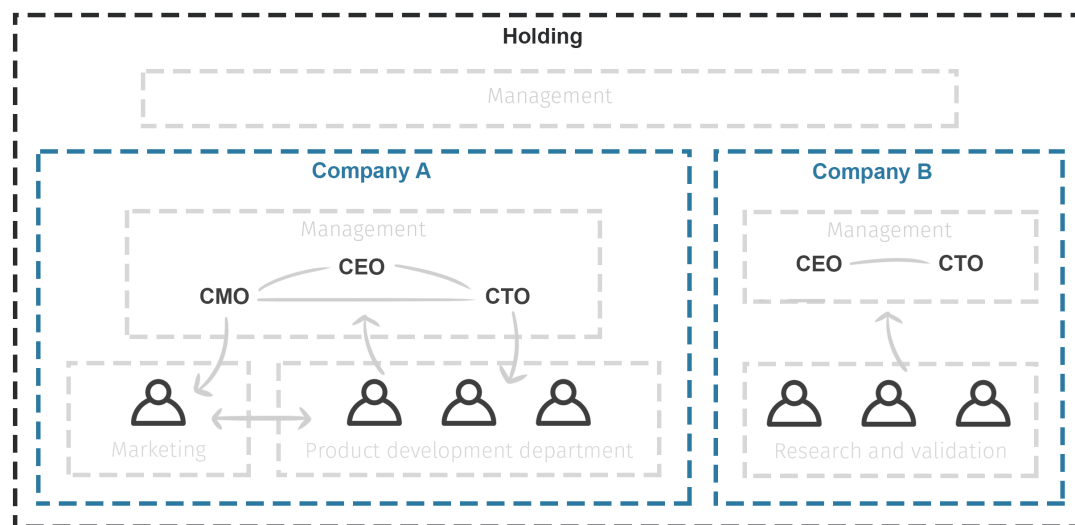 Holding
Management
Company A
Company B
Management
Management
CEO
CMO
CTO
CEO
CTO
Marketing
Product development department
Research and validation